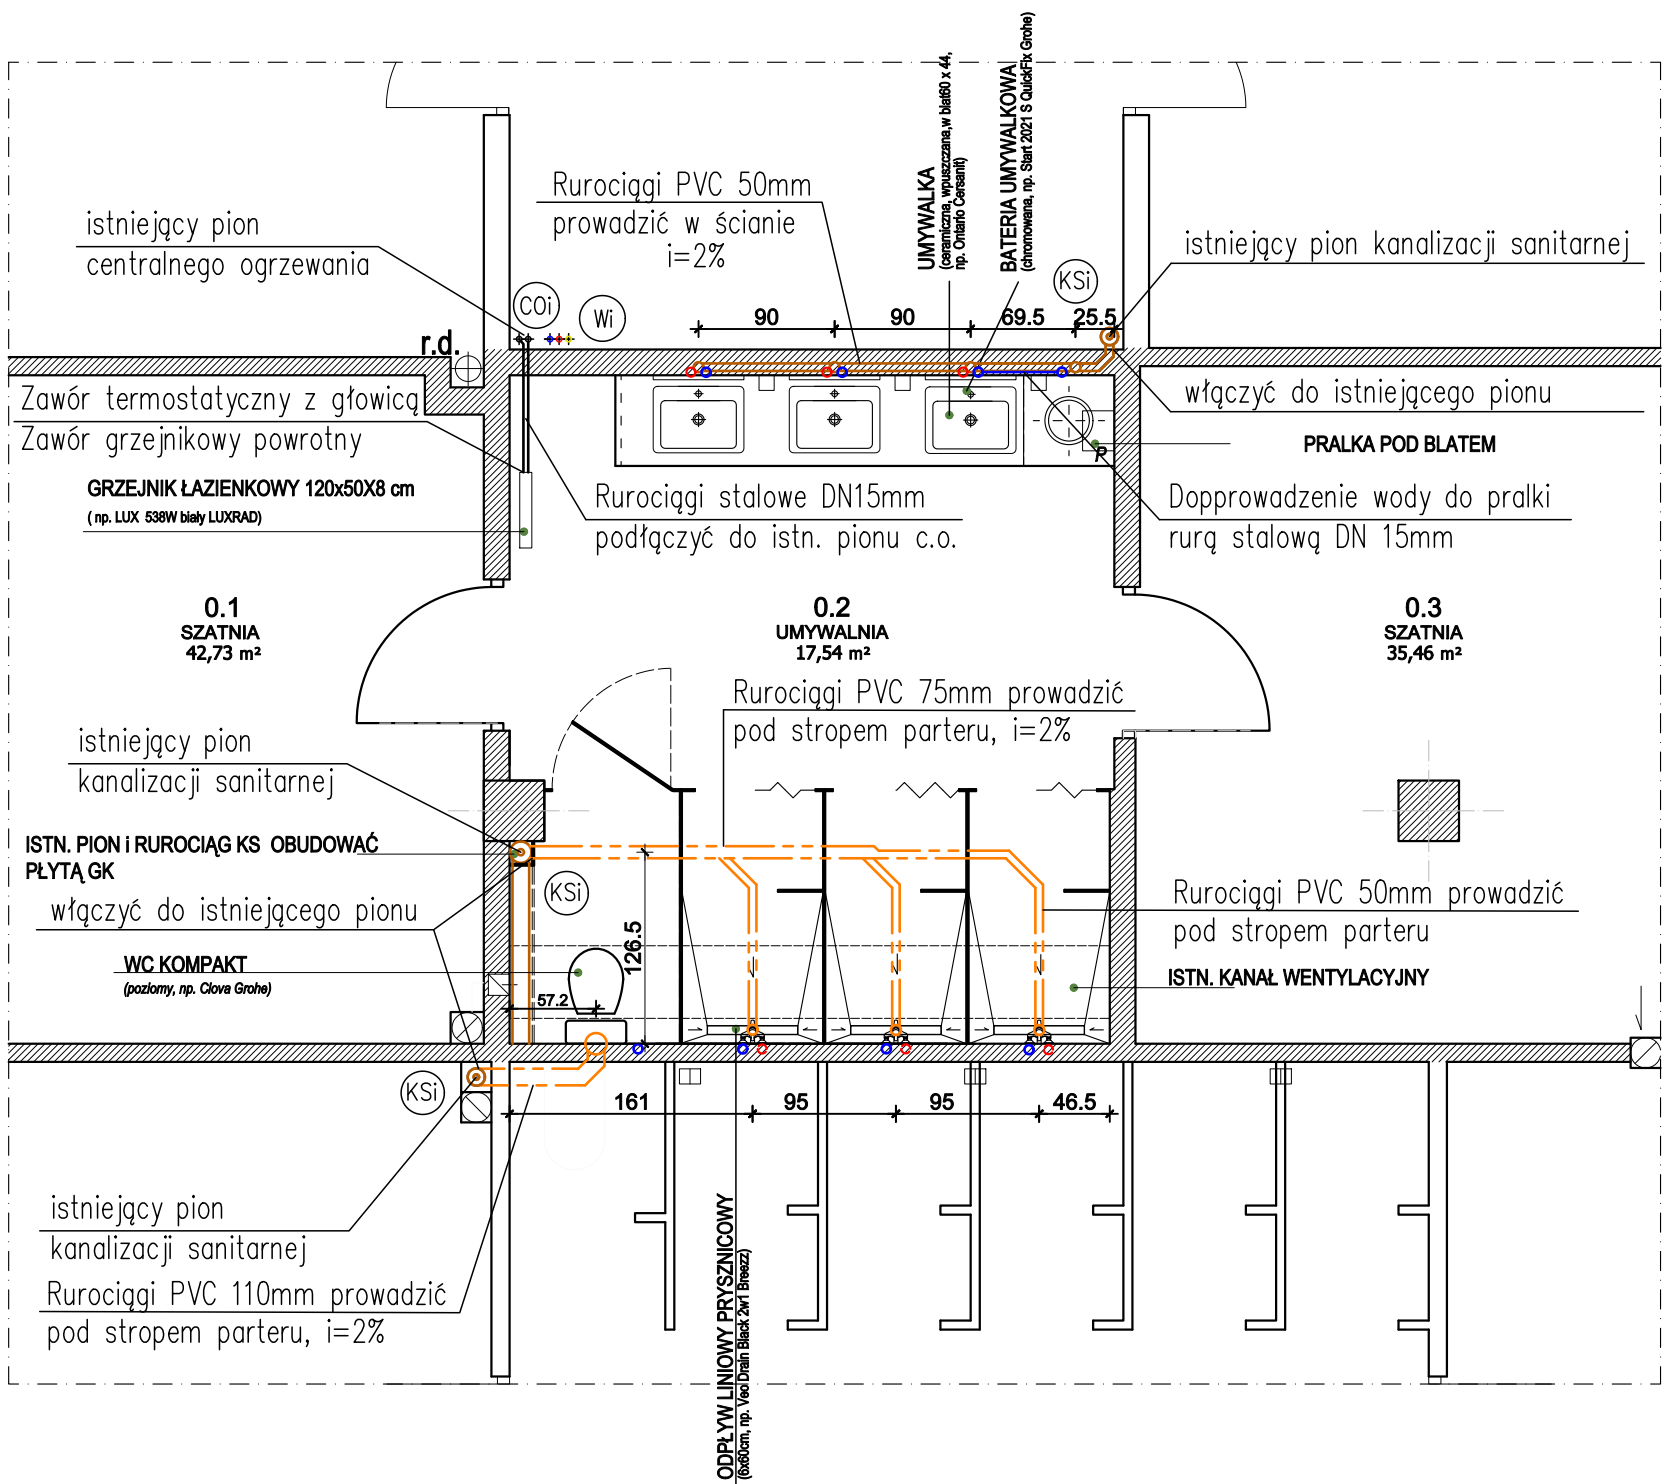 UMYWALKA
(ceramiczna, wpuszczana,w blat60 x 44,
np. Ontario Cersanit)
BATERIA UMYWALKOWA
(chromowana, np. Start 2021 S QuickFix Grohe)
Rurociągi PVC 50mm
prowadzić w ścianie
i=2%
istniejący pion
centralnego ogrzewania
istniejący pion kanalizacji sanitarnej
KSi
COi
Wi
90
90
69.5
25.5
r.d.
Zawór termostatyczny z głowicą
Zawór grzejnikowy powrotny
włączyć do istniejącego pionu
PRALKA POD BLATEM
P
GRZEJNIK ŁAZIENKOWY 120x50X8 cm
( np. LUX 538W biały LUXRAD)
Rurociągi stalowe DN15mm
podłączyć do istn. pionu c.o.
Dopprowadzenie wody do pralki
rurą stalową DN 15mm
0.1
SZATNIA
42,73 m²
0.2
UMYWALNIA
17,54 m²
0.3
SZATNIA
35,46 m²
Rurociągi PVC 75mm prowadzić
pod stropem parteru, i=2%
istniejący pion
kanalizacji sanitarnej
ISTN. PION i RUROCIĄG KS OBUDOWAĆ
PŁYTĄ GK
KSi
włączyć do istniejącego pionu
Rurociągi PVC 50mm prowadzić
pod stropem parteru
126.5
WC KOMPAKT
(poziomy, np. Clova Grohe)
57.2
ISTN. KANAŁ WENTYLACYJNY
KSi
161
95
95
46.5
istniejący pion
kanalizacji sanitarnej
Rurociągi PVC 110mm prowadzić
pod stropem parteru, i=2%
ODPŁYW LINIOWY PRYSZNICOWY
(6x60cm, np. Veo Drain Black 2w1 Breezz)